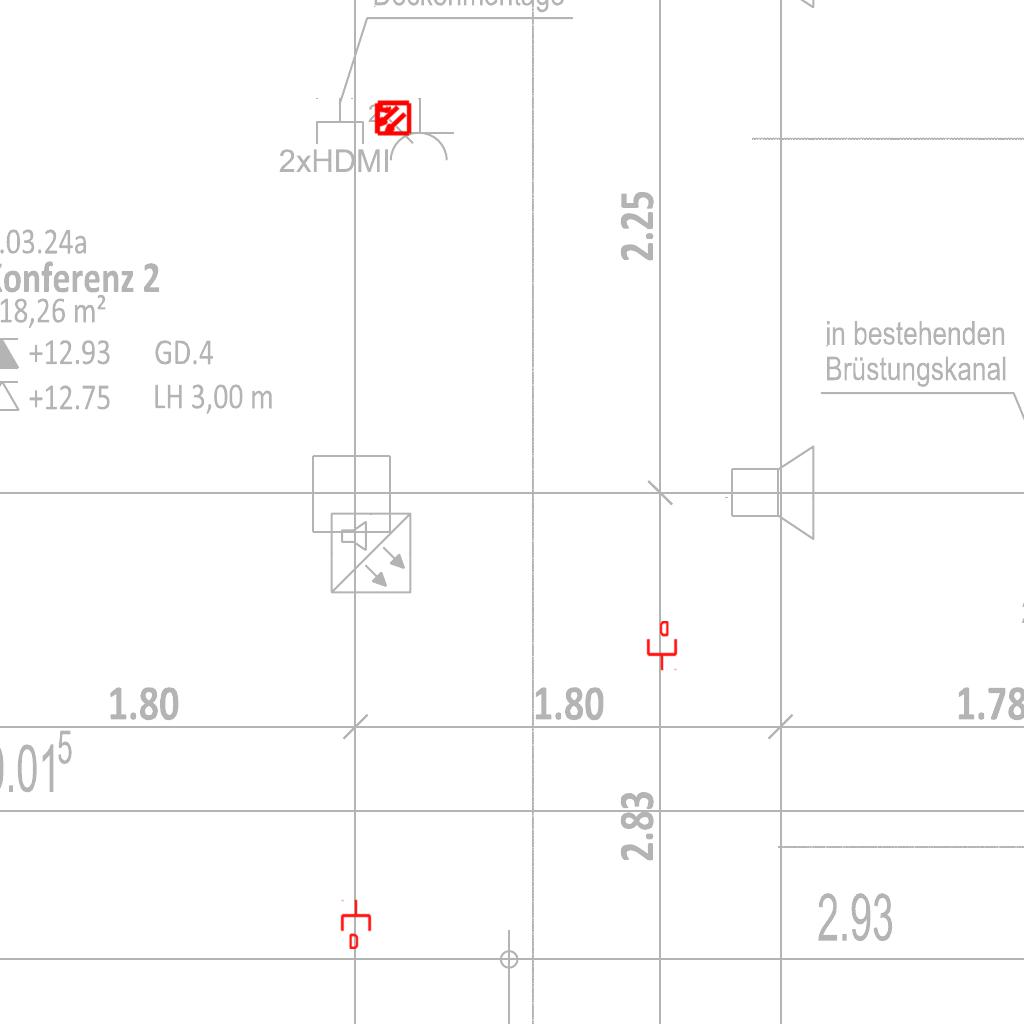 Deckenmontage
2xHDMI
2.25
.03.24a
Konferenz 2
18,26 m²
+12.93 GD.4
+12.75 LH 3,00 m
in bestehenden
Brüstungskanal
D
1.80 1.80 1.78
0.01⁵
2.83
2.93
D